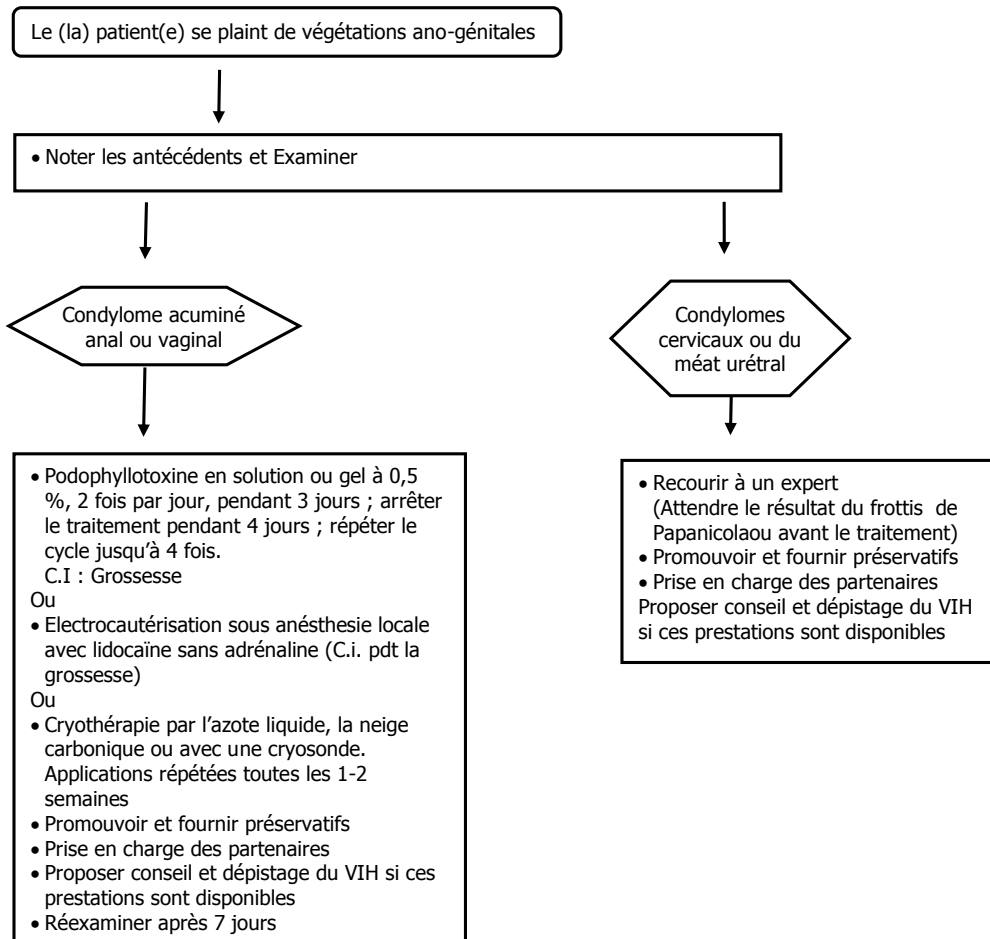 Le (la) patient(e) se plaint de végétations ano-génitales
• Noter les antécédents et Examiner
Condylome acuminé
anal ou vaginal
Condylomes
cervicaux ou du
méat urétral
• Podophyllotoxine en solution ou gel à 0,5
%, 2 fois par jour, pendant 3 jours ; arrêter
le traitement pendant 4 jours ; répéter le
cycle jusqu'à 4 fois.
C.I : Grossesse
Ou
• Electrocautérisation sous anésthesie locale
avec lidocaïne sans adrénaline (C.i. pdt la
grossesse)
Ou
• Cryothérapie par l'azote liquide, la neige
carbonique ou avec une cryosonde.
Applications répétées toutes les 1-2
semaines
• Promouvoir et fournir préservatifs
• Prise en charge des partenaires
• Proposer conseil et dépistage du VIH si ces
prestations sont disponibles
• Réexaminer après 7 jours
• Recourir à un expert
(Attendre le résultat du frottis de
Papanicolaou avant le traitement)
• Promouvoir et fournir préservatifs
• Prise en charge des partenaires
Proposer conseil et dépistage du VIH
si ces prestations sont disponibles